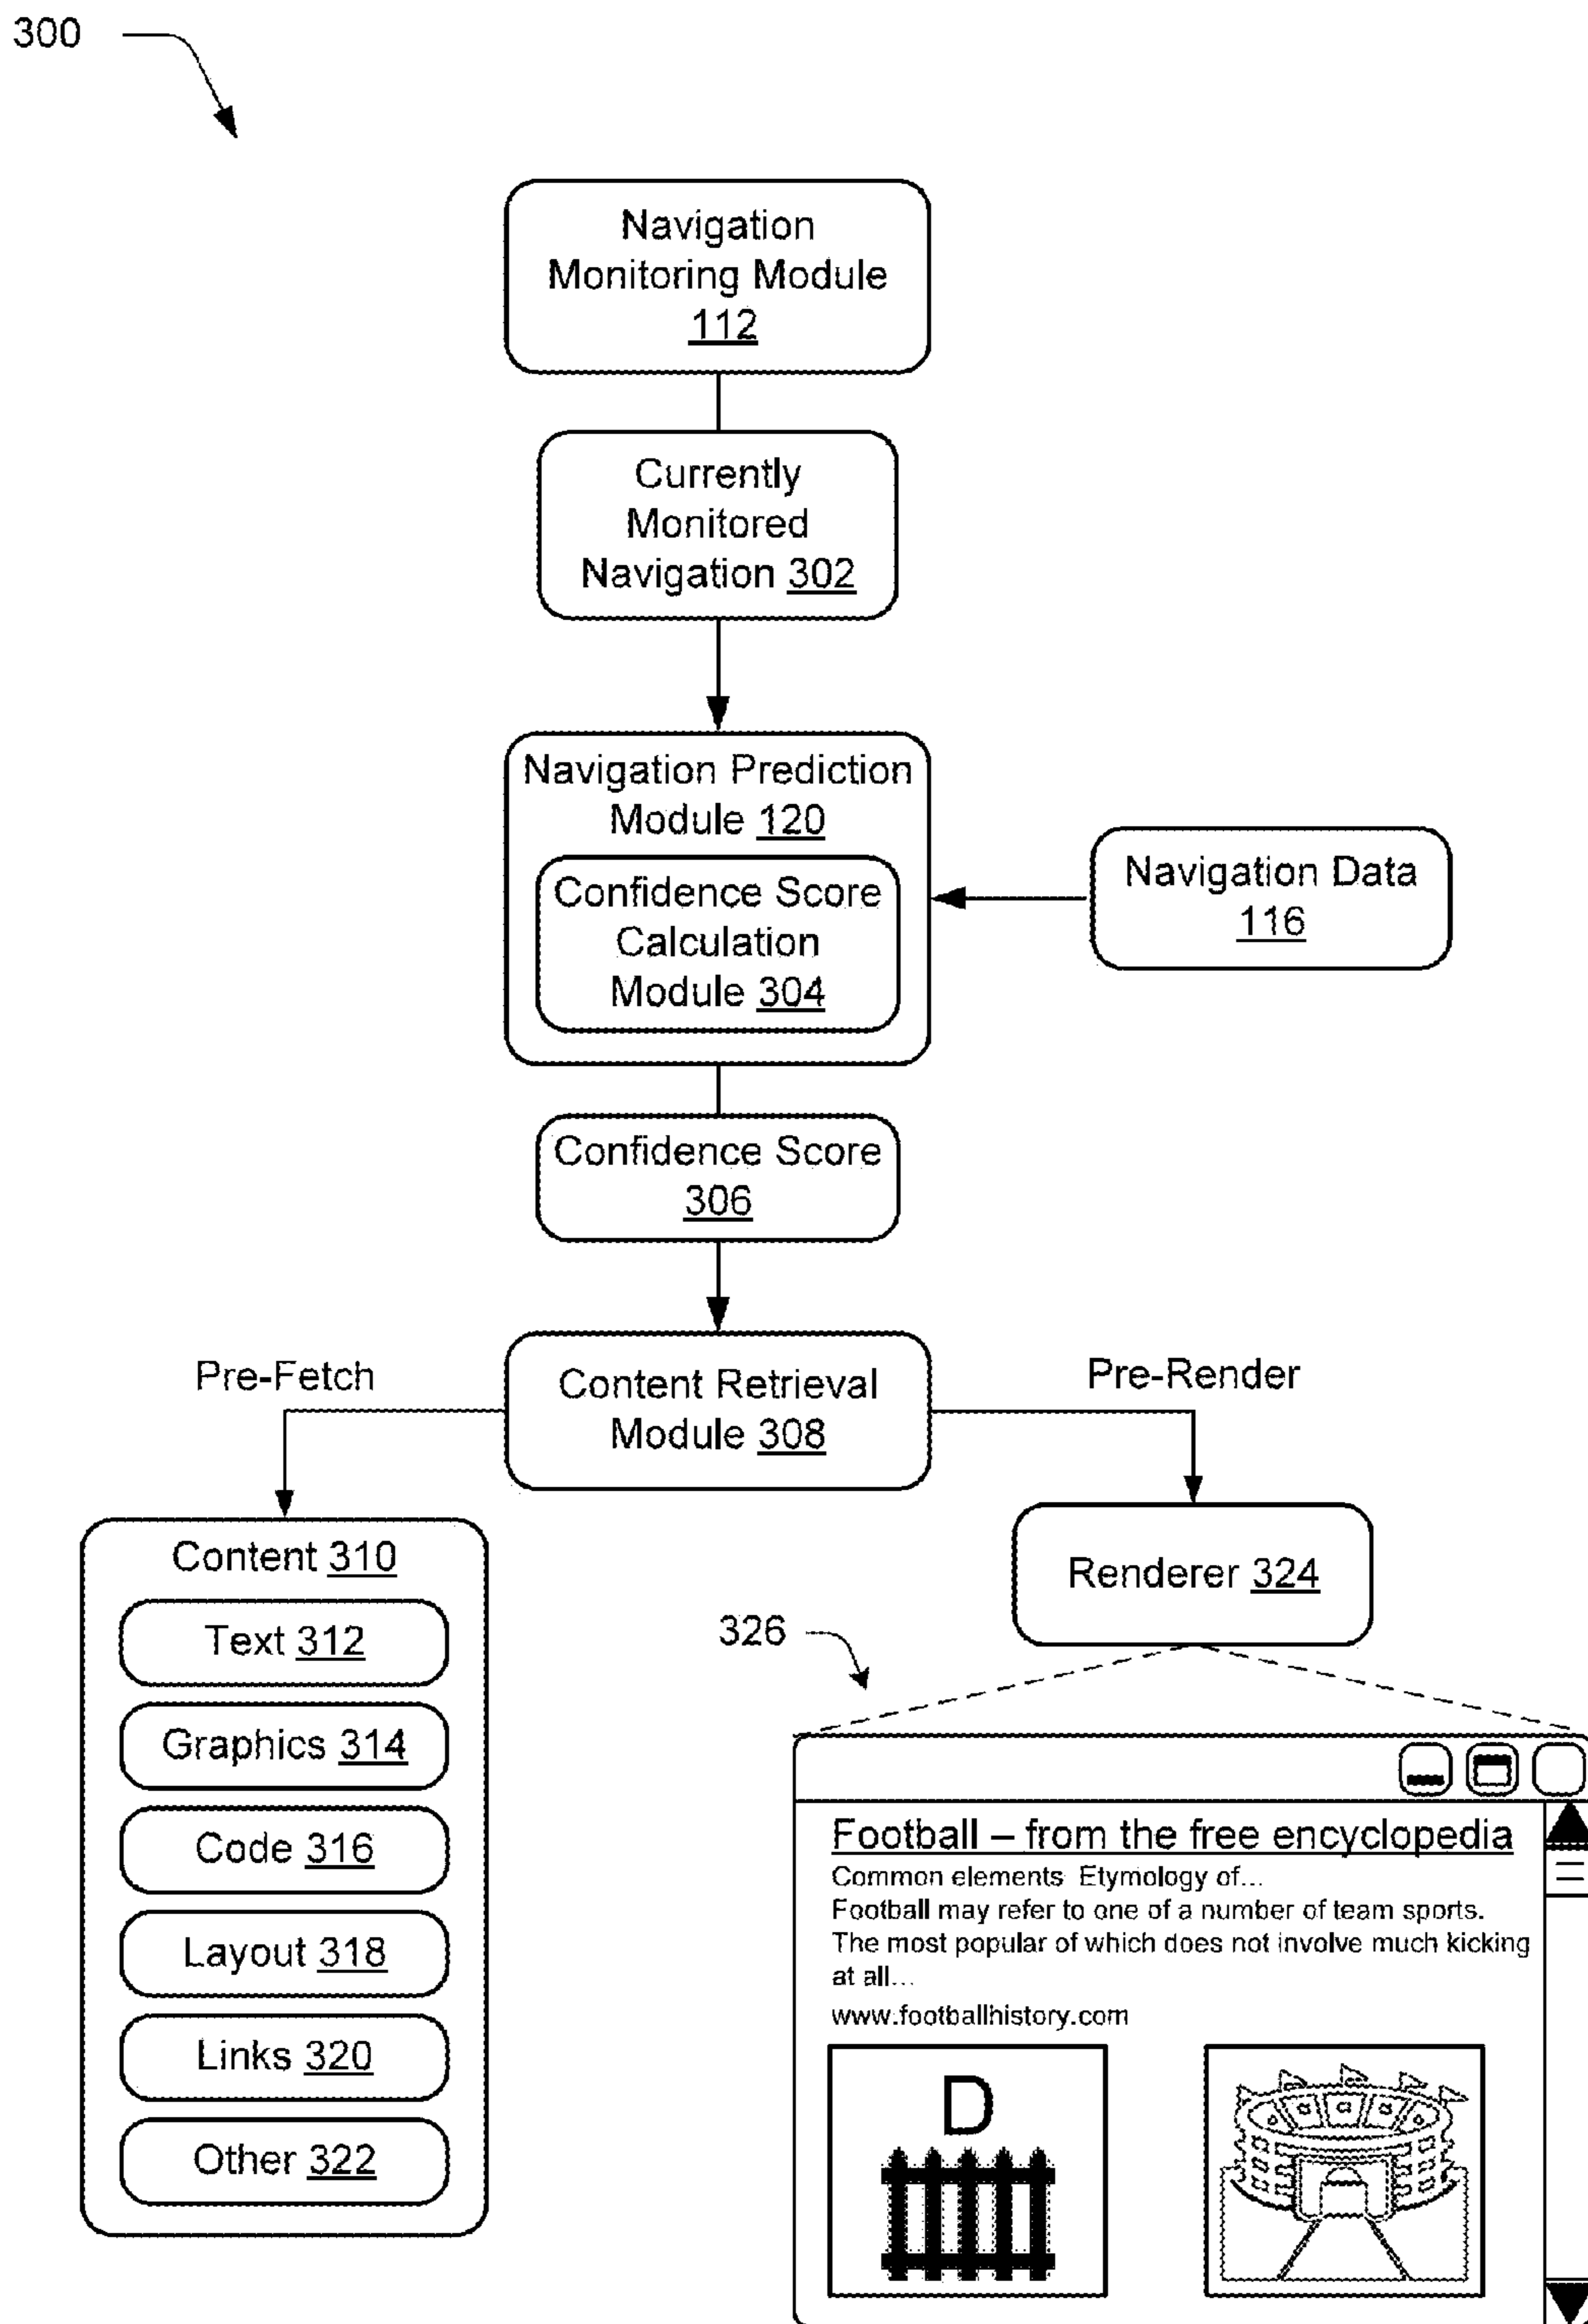 300
Navigation
Monitoring Module
112
Currently
Monitored
Navigation 302
Navigation Prediction
Module 120
Confidence Score
Calculation
Module 304
Navigation Data
116
Confidence Score
306
Pre-Fetch
Content Retrieval
Module 308
Pre-Render
Content 310
Text 312
Graphics 314
Code 316
Layout 318
Links 320
Other 322
Renderer 324
326
Football – from the free encyclopedia
Common elements Etymology of...
Football may refer to one of a number of team sports.
The most popular of which does not involve much kicking
at all...
www.footballhistory.com
D